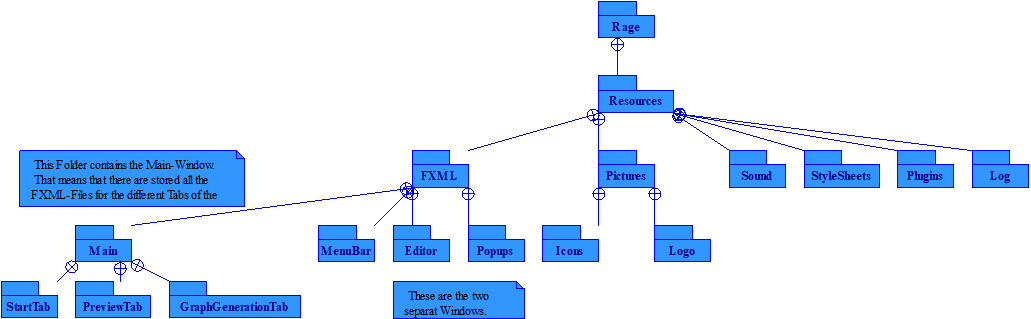 Rage
Resources
This Folder contains the Main-Window.
That means that there are stored all the
FXML-Files for the different Tabs of the
FXML
Pictures
Sound
StyleSheets
Plugins
Log
Main
MenuBar
Editor
Popups
Icons
Logo
StartTab
PreviewTab
GraphGenerationTab
These are the two
separat Windows.